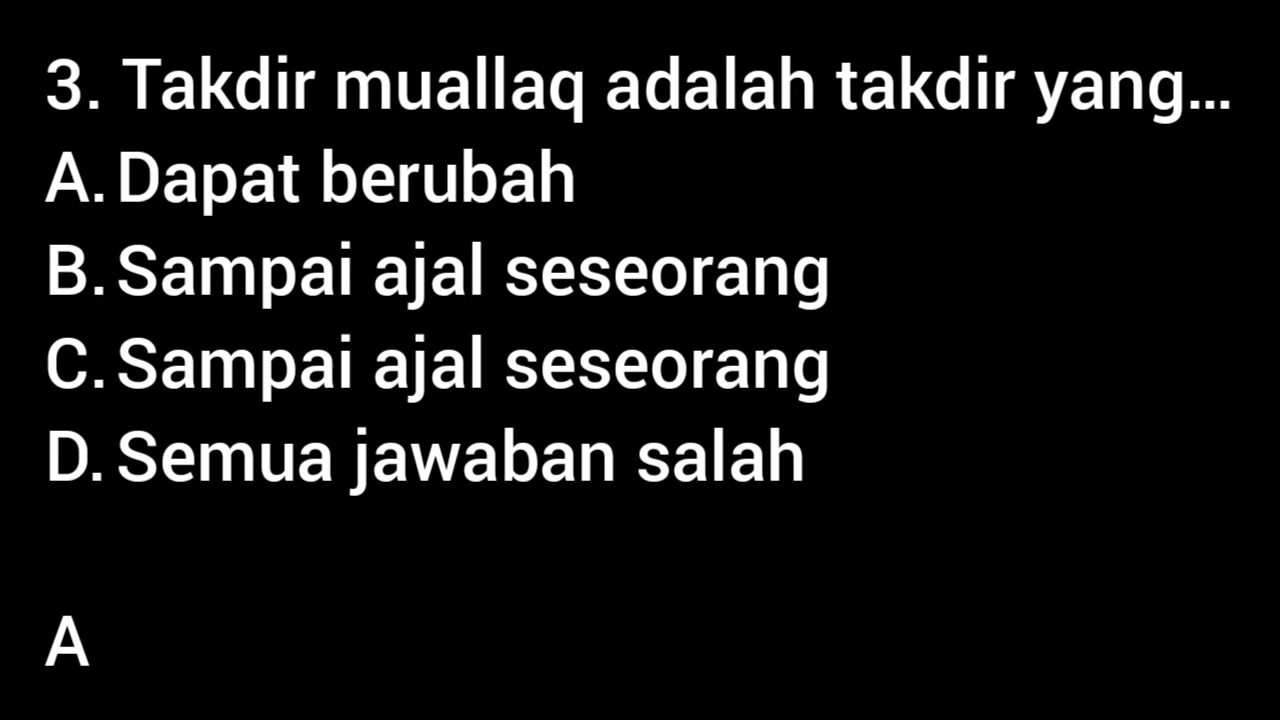 3. Takdir muallaq adalah takdir yang...
A. Dapat berubah
B. Sampai ajal seseorang
C. Sampai ajal seseorang
D. Semua jawaban salah
A